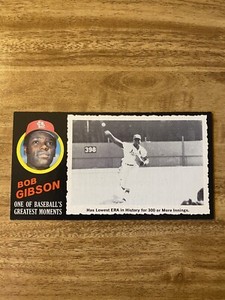 398
BOB
GIBSON
ONE OF BASEBALL'S
GREATEST MOMENTS
Has Lowest ERA in History for 300 or More Innings.